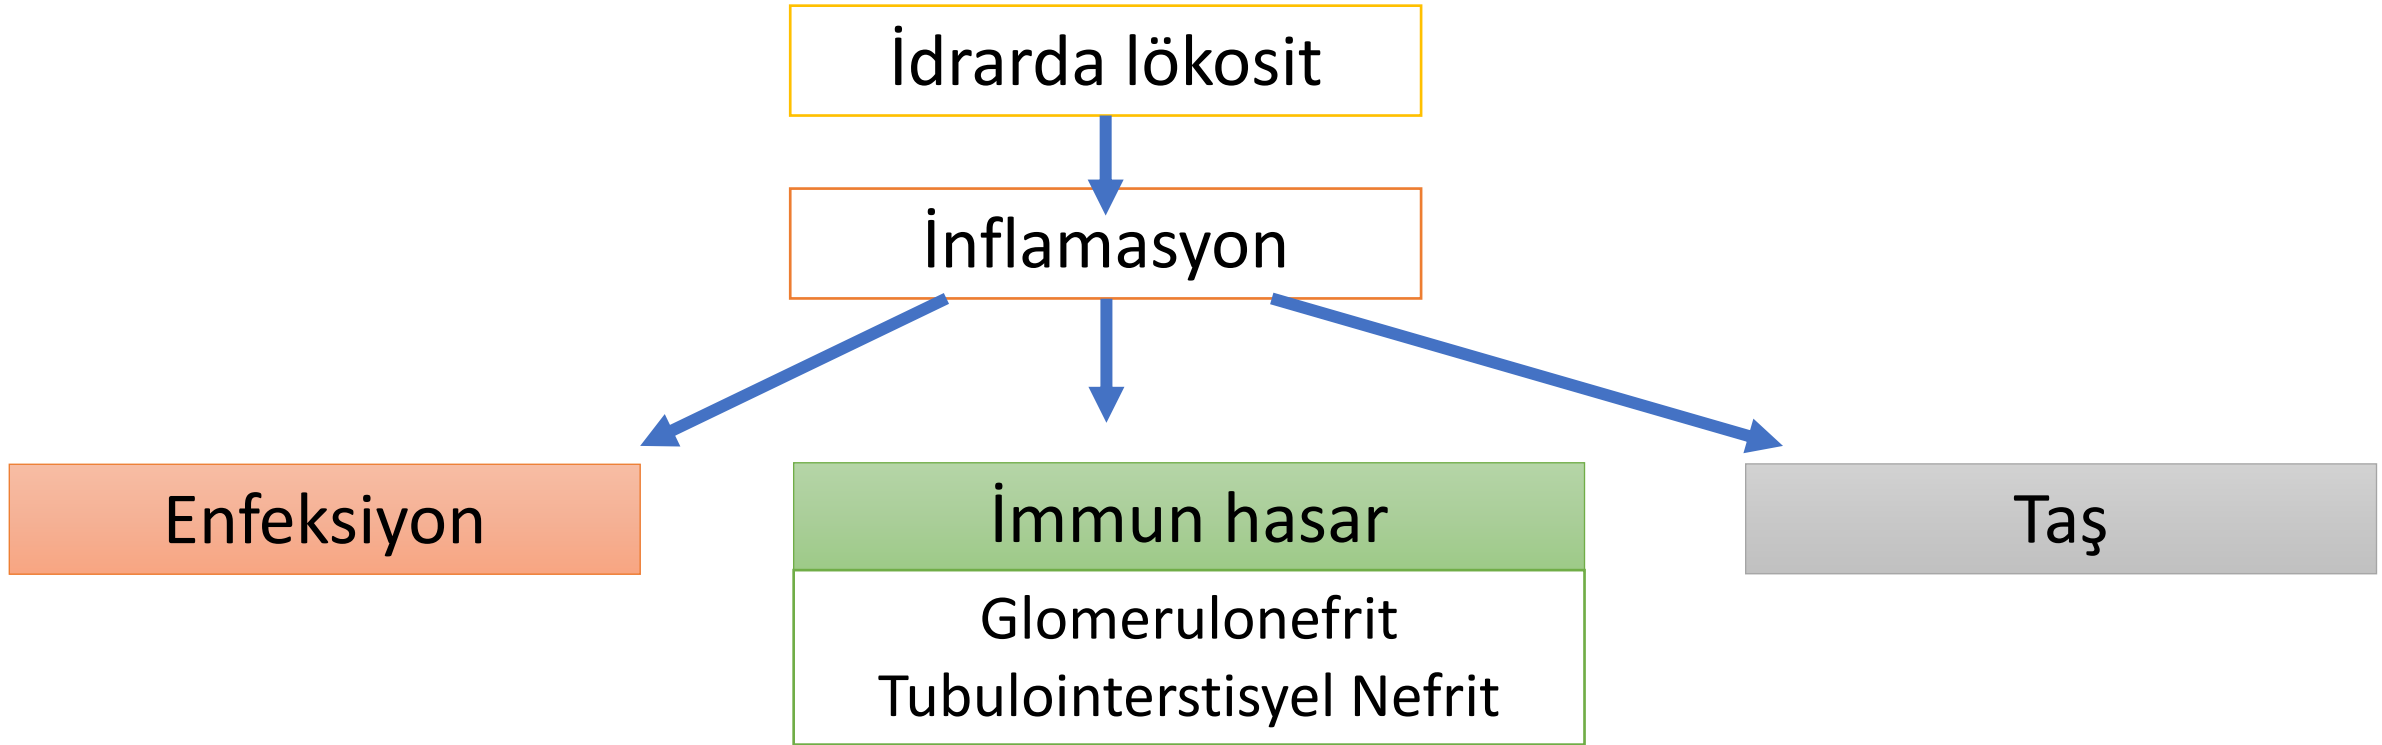 İdrarda lökosit
İnflamasyon
Enfeksiyon
İmmun hasar
Taş
Glomerulonefrit
Tubulointerstisyel Nefrit